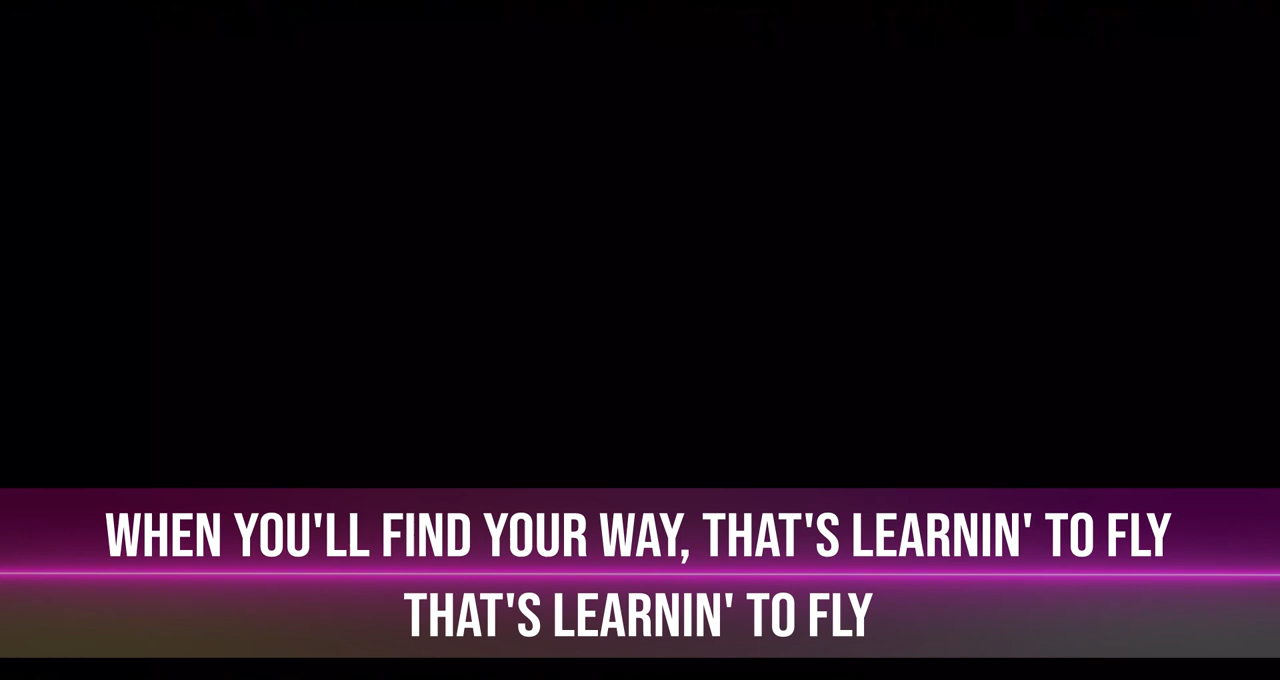 WHEN YOU'LL FIND YOUR WAY, THAT'S LEARNIN' TO FLY
THAT'S LEARNIN' TO FLY